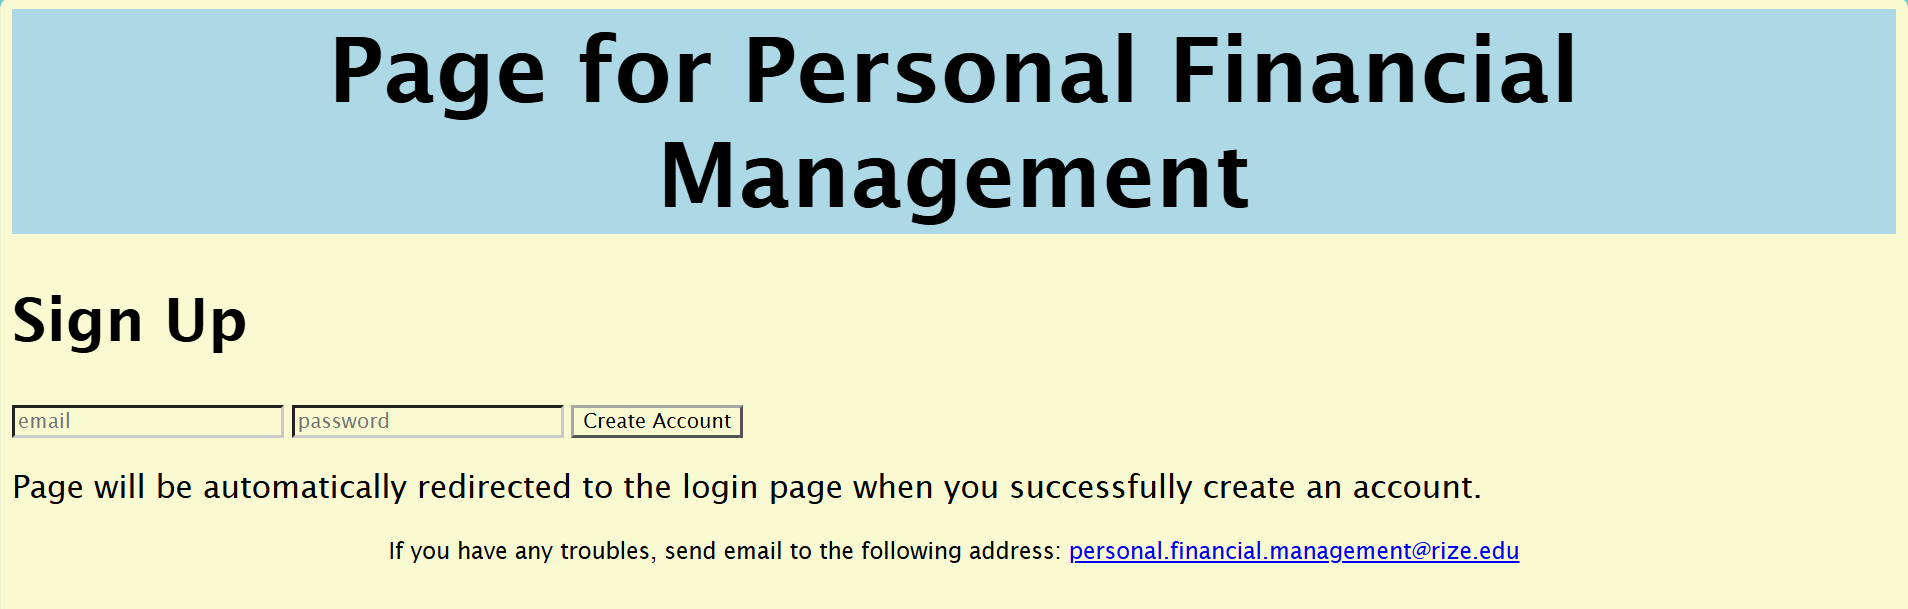 Page for Personal Financial
Management
Sign Up
email password Create Account
Page will be automatically redirected to the login page when you successfully create an account.
If you have any troubles, send email to the following address: personal.financial.management@rize.edu